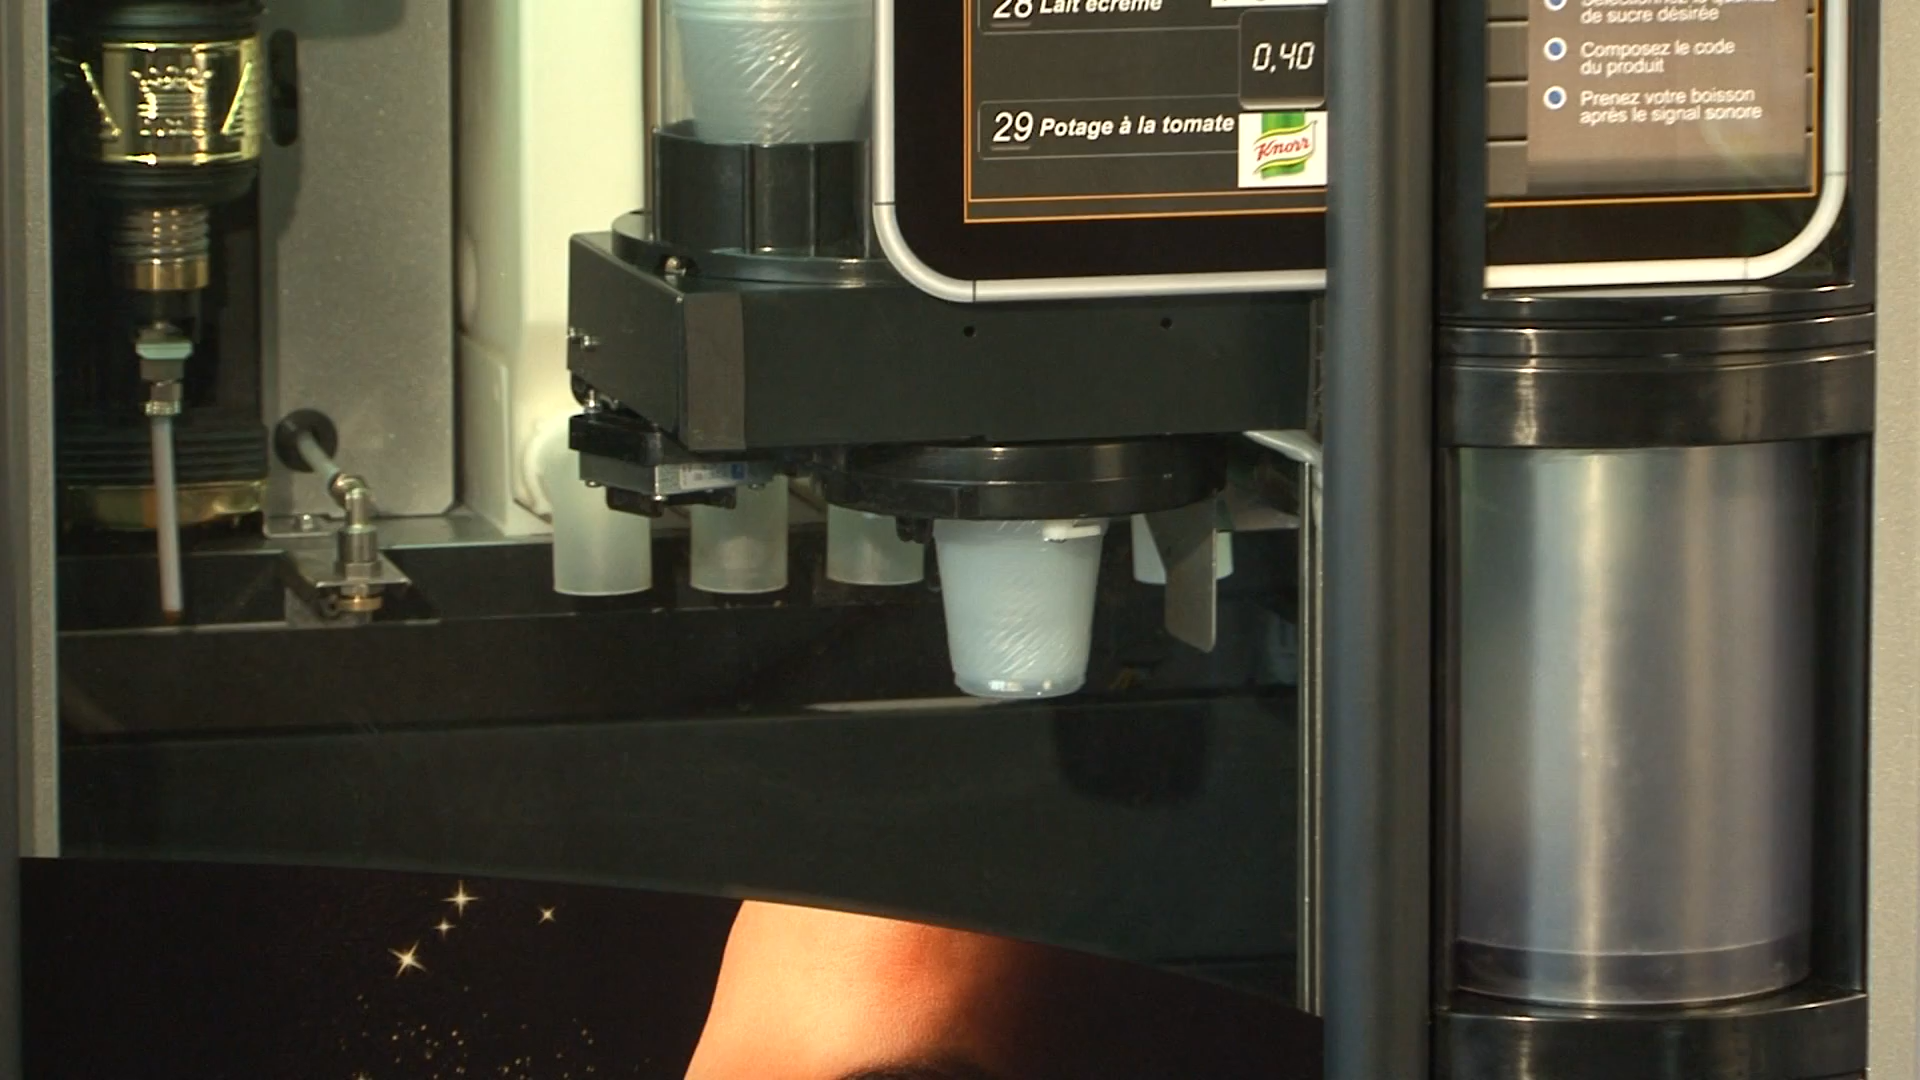 28 Lait écrémé
0,40
29 Potage à la tomate
Knorr
de sucre désirée
Composez le code
du produit
Prenez votre boisson
après le signal sonore